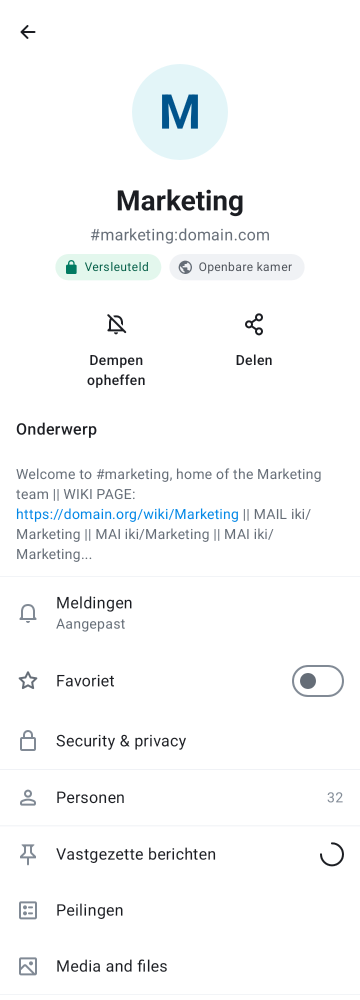 M
Marketing
#marketing:domain.com
Versleuteld
Openbare kamer
Dempen
opheffen
Delen
Onderwerp
Welcome to #marketing, home of the Marketing
team || WIKI PAGE:
https://domain.org/wiki/Marketing || MAIL iki/
Marketing || MAI iki/Marketing || MAI iki/
Marketing...
Meldingen
Aangepast
Favoriet
Security & privacy
Personen 32
Vastgezette berichten
Peilingen
Media and files